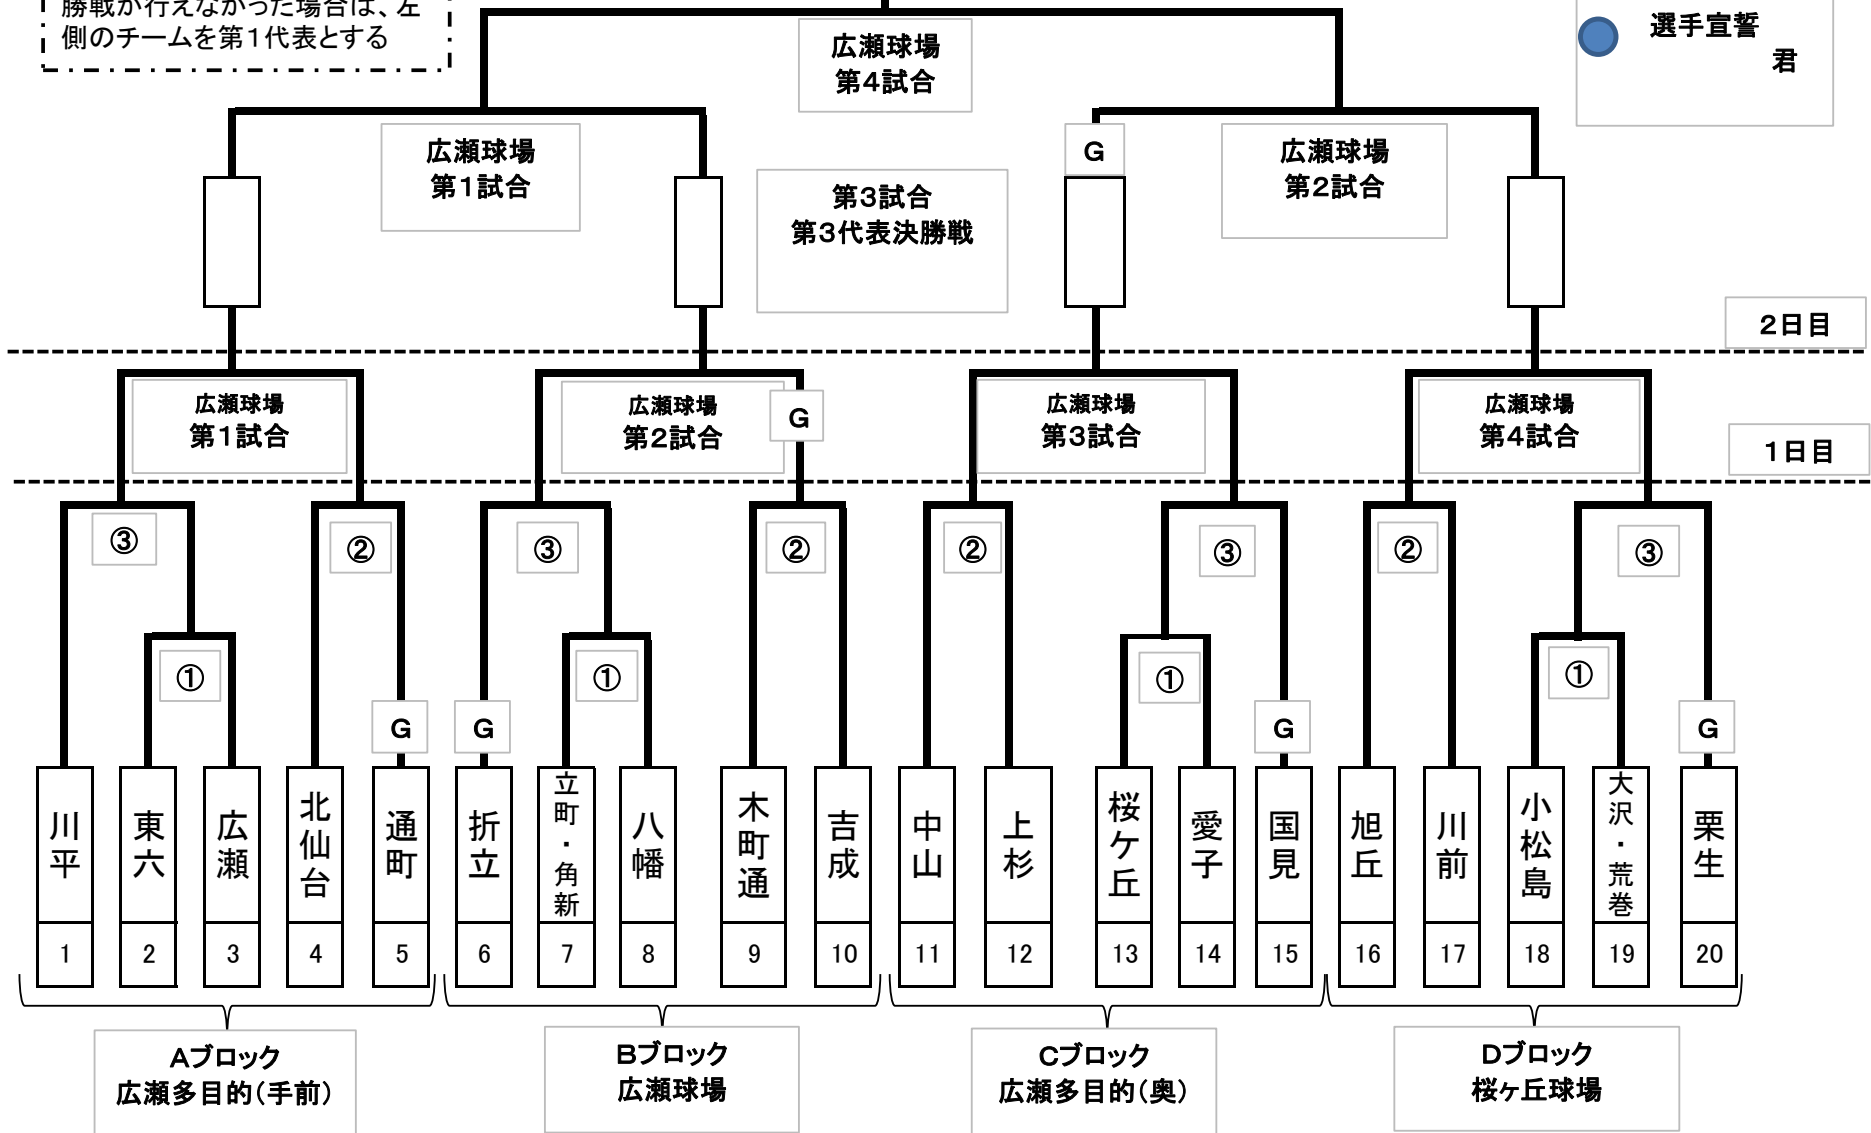 勝戦が行えなかった場合は、左
側のチームを第１代表とする
選手宣誓
君
広瀬球場
第４試合
広瀬球場
第１試合
G
広瀬球場
第２試合
第３試合
第３代表決勝戦
２日目
広瀬球場
第１試合
広瀬球場
第２試合
G
広瀬球場
第３試合
広瀬球場
第４試合
１日目
③
②
③
②
②
③
②
③
①
①
①
①
G
G
G
G
川平
東六
広瀬
北仙台
通町
折立
立町・角新
八幡
木町通
吉成
中山
上杉
桜ケ丘
愛子
国見
旭丘
川前
小松島
大沢・荒巻
栗生
1
2
3
4
5
6
7
8
9
10
11
12
13
14
15
16
17
18
19
20
Aブロック
広瀬多目的（手前）
Bブロック
広瀬球場
Cブロック
広瀬多目的（奥）
Dブロック
桜ヶ丘球場